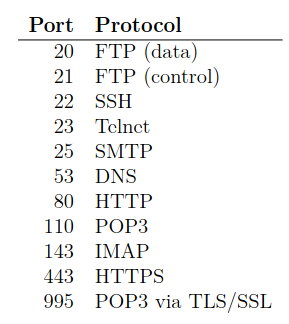 Port Protocol
20 FTP (data)
21 FTP (control)
22 SSH
23 Telnet
25 SMTP
53 DNS
80 HTTP
110 POP3
143 IMAP
443 HTTPS
995 POP3 via TLS/SSL